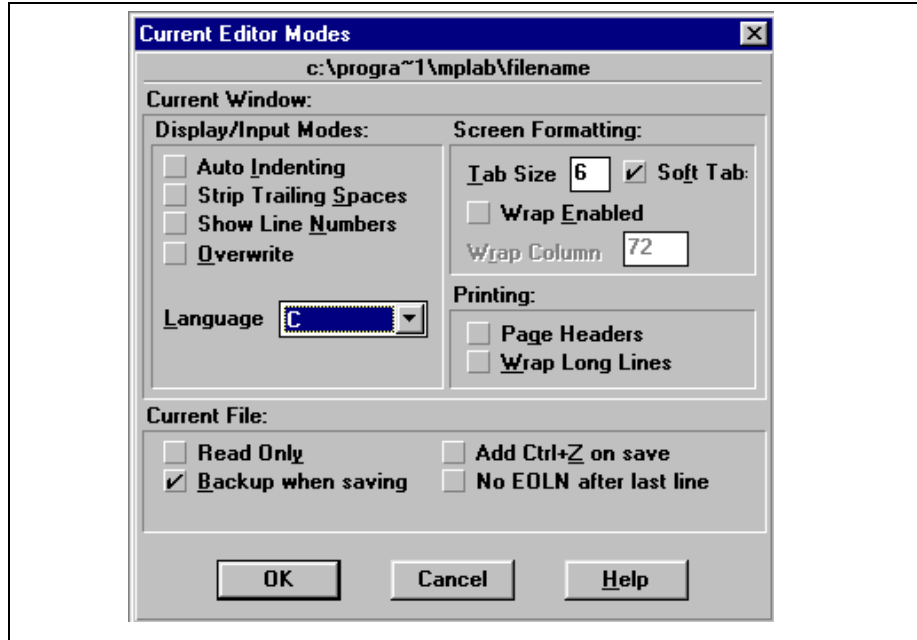 Current Editor Modes
c:\progra~1\mplab\filename
Current Window:
Display/Input Modes:
Auto Indenting
Strip Trailing Spaces
Show Line Numbers
Overwrite
Language C
Screen Formatting:
Tab Size 6 Soft Tab:
Wrap Enabled
Wrap Column 72
Printing:
Page Headers
Wrap Long Lines
Current File:
Read Only
Backup when saving
Add Ctrl+Z on save
No EOLN after last line
OK Cancel Help